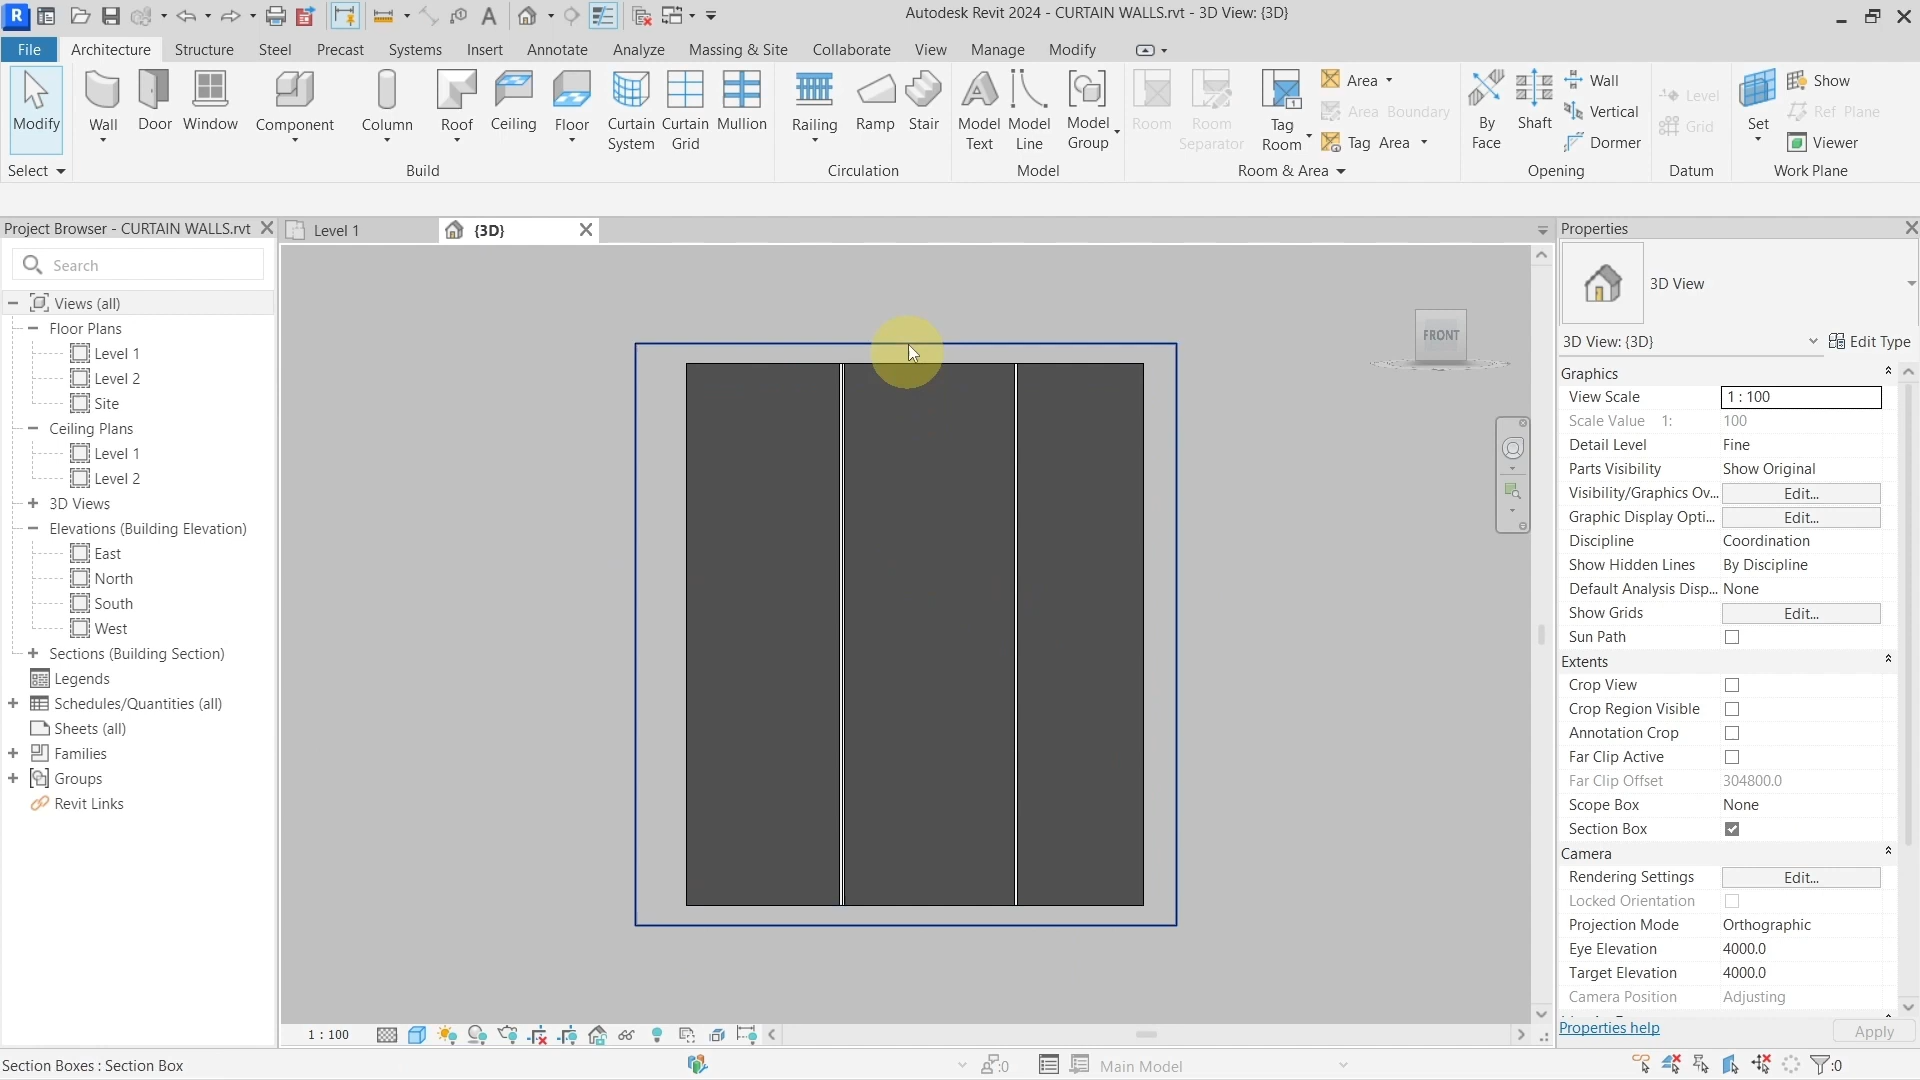 Autodesk Revit 2024 - CURTAIN WALLS.rvt - 3D View: {3D}
File Architecture Structure Steel Precast Systems Insert Annotate Analyze Massing & Site Collaborate View Manage Modify
Modify Wall Door Window Component Column Roof Ceiling Floor Curtain System Curtain Grid Mullion Railing Ramp Stair Model Text Model Line Model Group Room Room Separator Tag Room By Face Shaft Set
Area Wall Level Show
Area Boundary Vertical Grid Ref Plane
Tag Area Dormer Viewer
Select Build Circulation Model Room & Area Opening Datum Work Plane
Project Browser - CURTAIN WALLS.rvt
Level 1 {3D}
Properties
Search
Views (all)
Floor Plans
Level 1
Level 2
Site
Ceiling Plans
Level 1
Level 2
3D Views
Elevations (Building Elevation)
East
North
South
West
Sections (Building Section)
Legends
Schedules/Quantities (all)
Sheets (all)
Families
Groups
Revit Links
FRONT
3D View
3D View: {3D} Edit Type
Graphics
View Scale 1 : 100
Scale Value 1: 100
Detail Level Fine
Parts Visibility Show Original
Visibility/Graphics Ov... Edit...
Graphic Display Opti... Edit...
Discipline Coordination
Show Hidden Lines By Discipline
Default Analysis Disp... None
Show Grids Edit...
Sun Path
Extents
Crop View
Crop Region Visible
Annotation Crop
Far Clip Active
Far Clip Offset 304800.0
Scope Box None
Section Box
Camera
Rendering Settings Edit...
Locked Orientation
Projection Mode Orthographic
Eye Elevation 4000.0
Target Elevation 4000.0
Camera Position Adjusting
Properties help Apply
1 : 100
Section Boxes : Section Box
:0
Main Model
:0